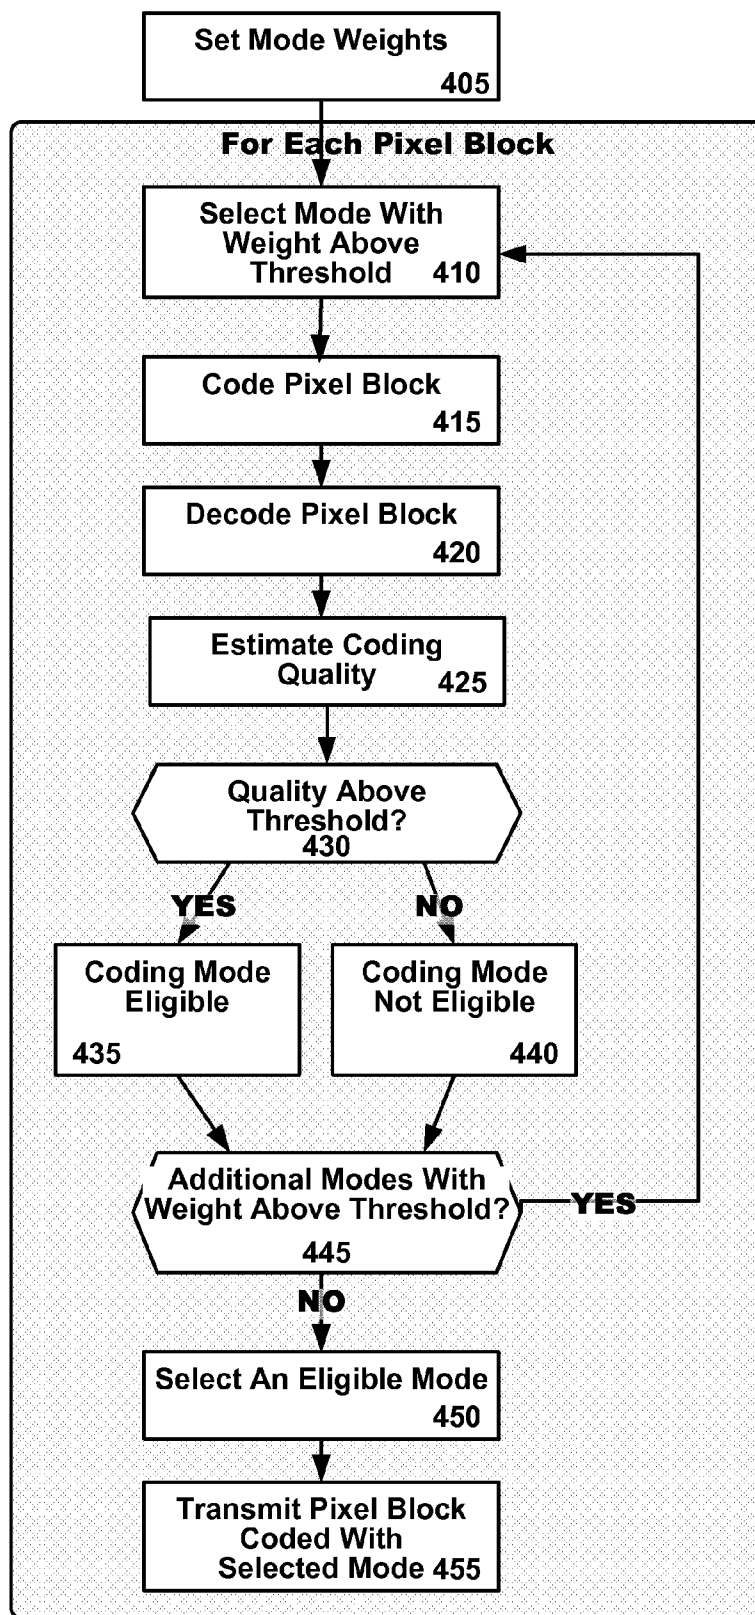 Set Mode Weights
405
For Each Pixel Block
Select Mode With
Weight Above
Threshold 410
Code Pixel Block
415
Decode Pixel Block
420
Estimate Coding
Quality 425
Quality Above
Threshold?
430
YES
NO
Coding Mode
Eligible
435
Coding Mode
Not Eligible
440
Additional Modes With
Weight Above Threshold?
445
YES
NO
Select An Eligible Mode
450
Transmit Pixel Block
Coded With
Selected Mode 455